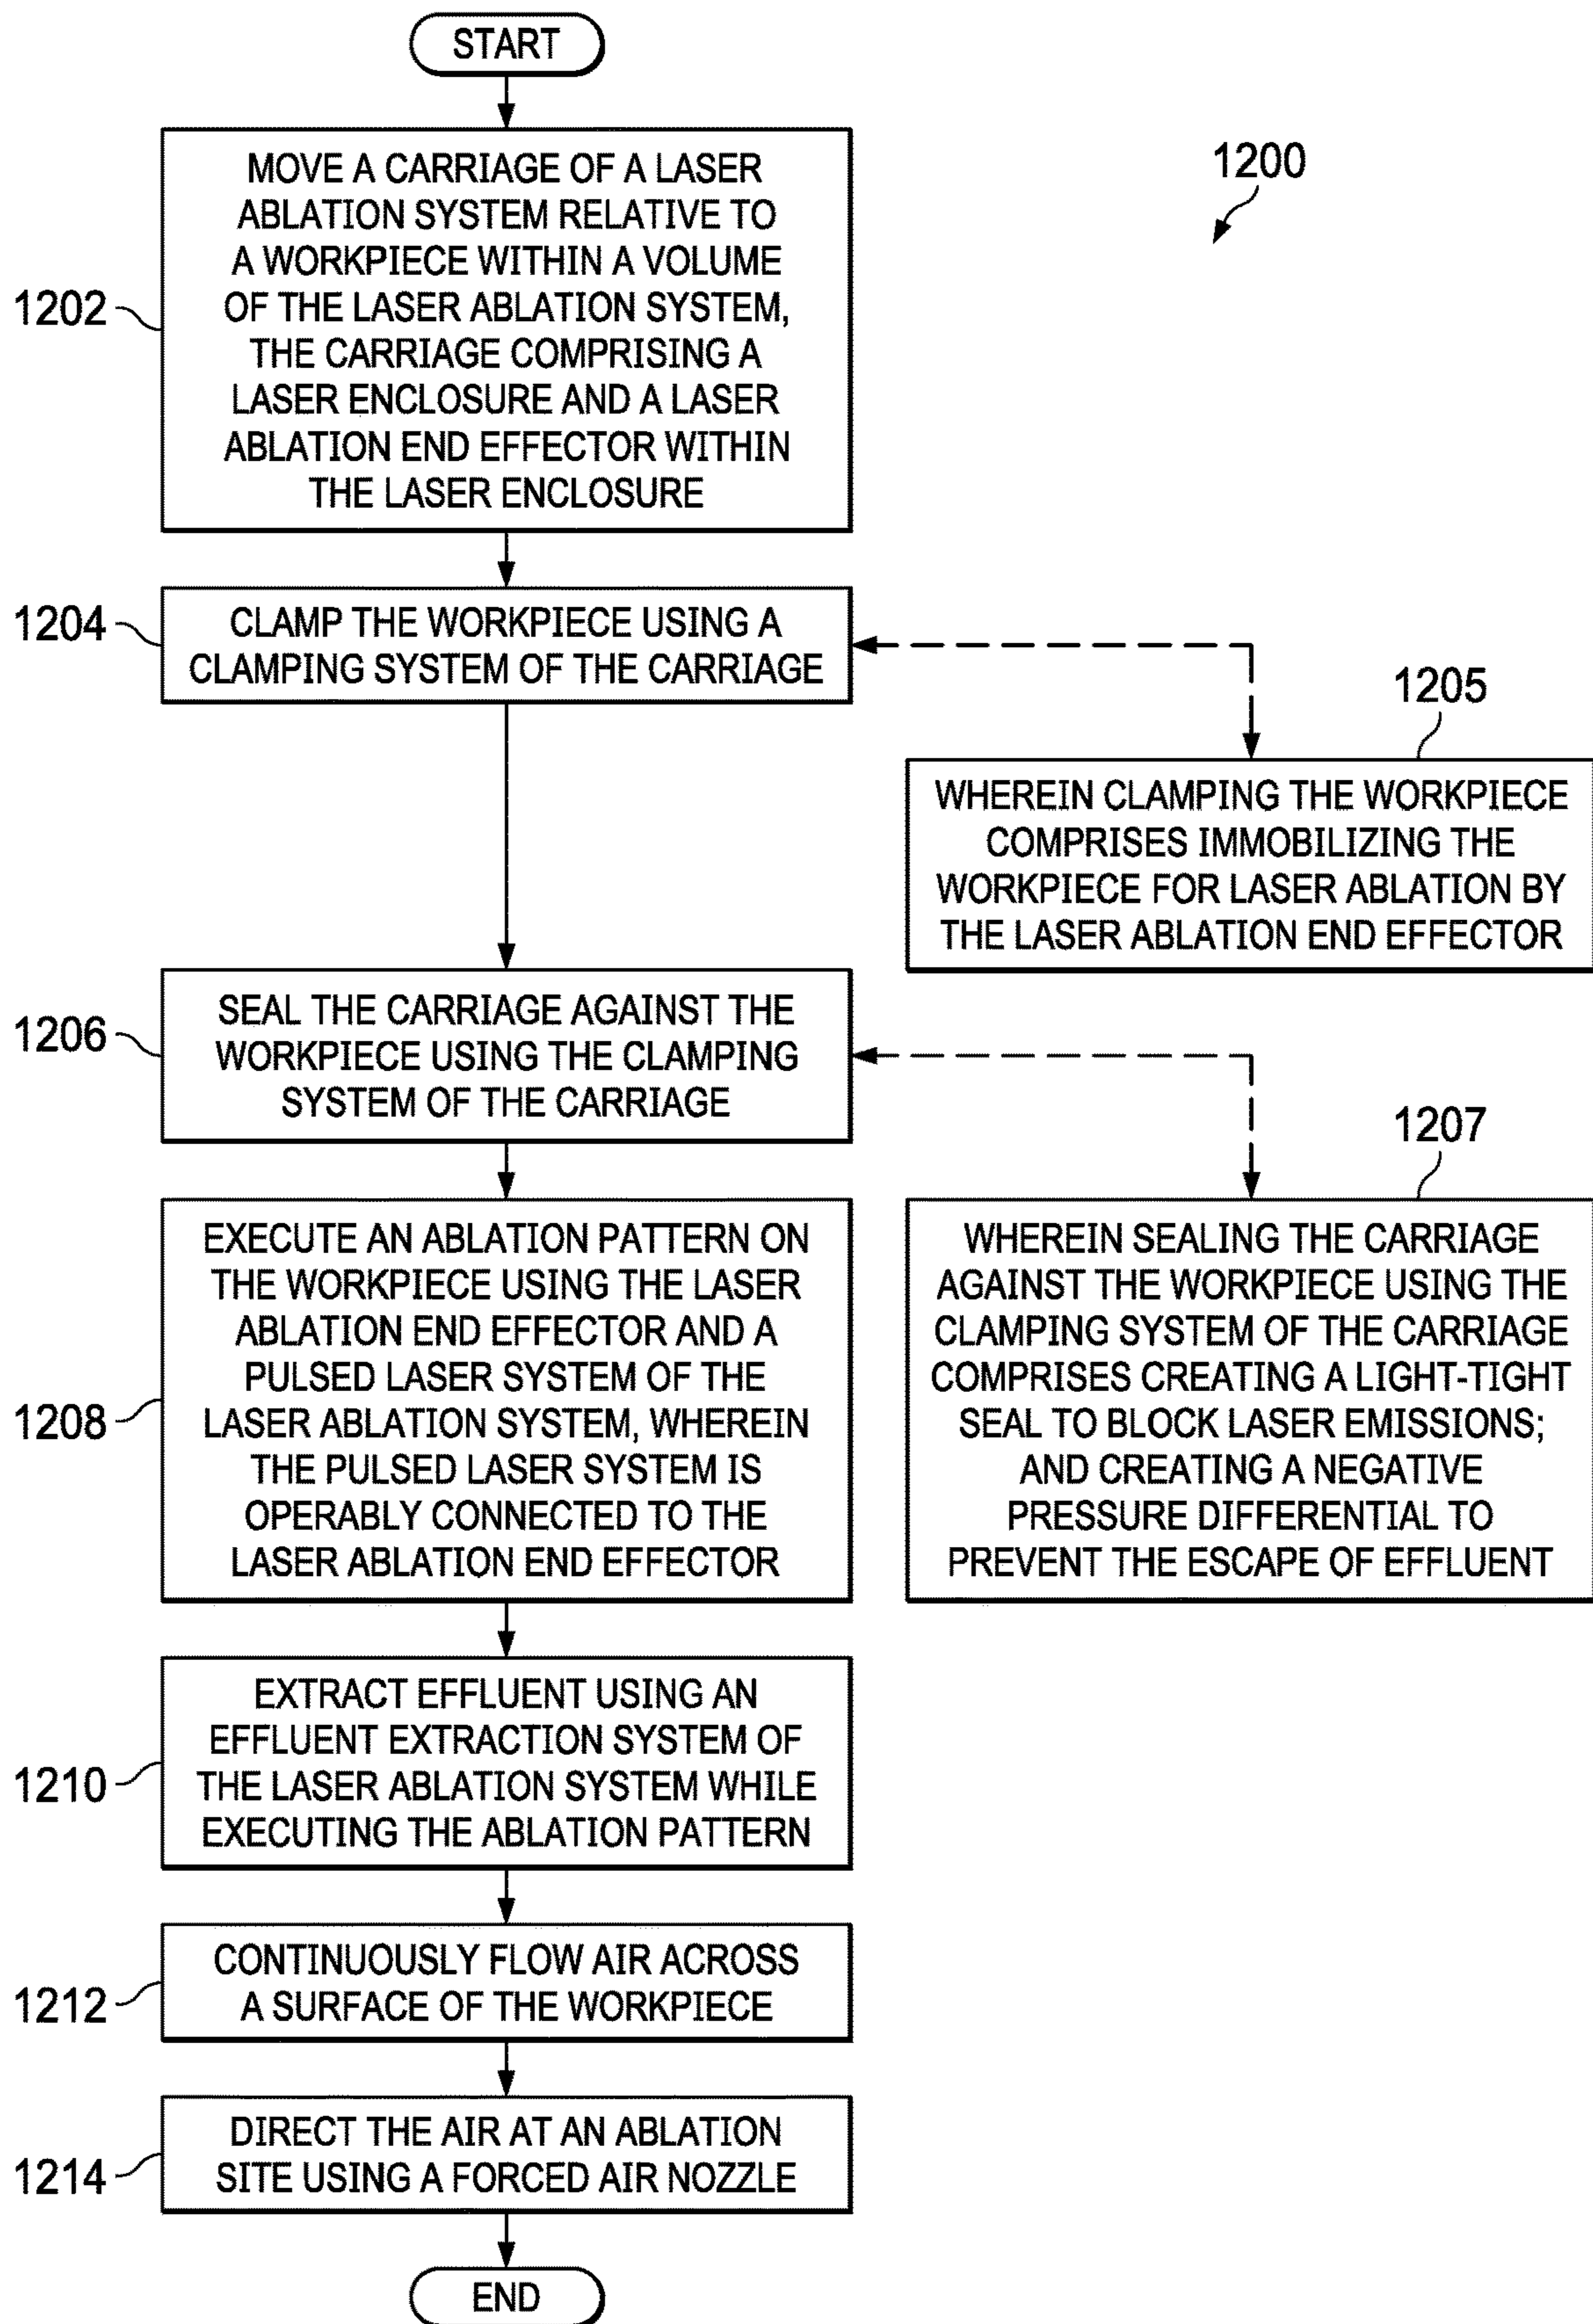 START
1200
MOVE A CARRIAGE OF A LASER
ABLATION SYSTEM RELATIVE TO
A WORKPIECE WITHIN A VOLUME
OF THE LASER ABLATION SYSTEM,
THE CARRIAGE COMPRISING A
LASER ENCLOSURE AND A LASER
ABLATION END EFFECTOR WITHIN
THE LASER ENCLOSURE
1202
1204
CLAMP THE WORKPIECE USING A
CLAMPING SYSTEM OF THE CARRIAGE
1205
WHEREIN CLAMPING THE WORKPIECE
COMPRISES IMMOBILIZING THE
WORKPIECE FOR LASER ABLATION BY
THE LASER ABLATION END EFFECTOR
1206
SEAL THE CARRIAGE AGAINST THE
WORKPIECE USING THE CLAMPING
SYSTEM OF THE CARRIAGE
1207
WHEREIN SEALING THE CARRIAGE
AGAINST THE WORKPIECE USING THE
CLAMPING SYSTEM OF THE CARRIAGE
COMPRISES CREATING A LIGHT-TIGHT
SEAL TO BLOCK LASER EMISSIONS;
AND CREATING A NEGATIVE
PRESSURE DIFFERENTIAL TO
PREVENT THE ESCAPE OF EFFLUENT
1208
EXECUTE AN ABLATION PATTERN ON
THE WORKPIECE USING THE LASER
ABLATION END EFFECTOR AND A
PULSED LASER SYSTEM OF THE
LASER ABLATION SYSTEM, WHEREIN
THE PULSED LASER SYSTEM IS
OPERABLY CONNECTED TO THE
LASER ABLATION END EFFECTOR
1210
EXTRACT EFFLUENT USING AN
EFFLUENT EXTRACTION SYSTEM OF
THE LASER ABLATION SYSTEM WHILE
EXECUTING THE ABLATION PATTERN
1212
CONTINUOUSLY FLOW AIR ACROSS
A SURFACE OF THE WORKPIECE
1214
DIRECT THE AIR AT AN ABLATION
SITE USING A FORCED AIR NOZZLE
END